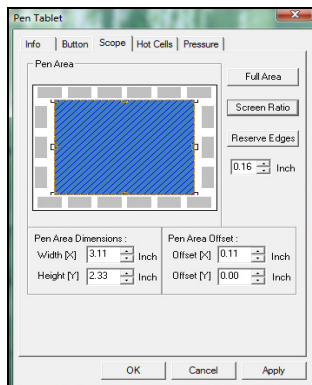 Pen Tablet
Info Button Scope Hot Cells Pressure
Pen Area
Full Area
Screen Ratio
Reserve Edges
0.16 Inch
Pen Area Dimensions :
Width [X] 3.11 Inch
Height [Y] 2.33 Inch
Pen Area Offset :
Offset [X] 0.11 Inch
Offset [Y] 0.00 Inch
OK Cancel Apply